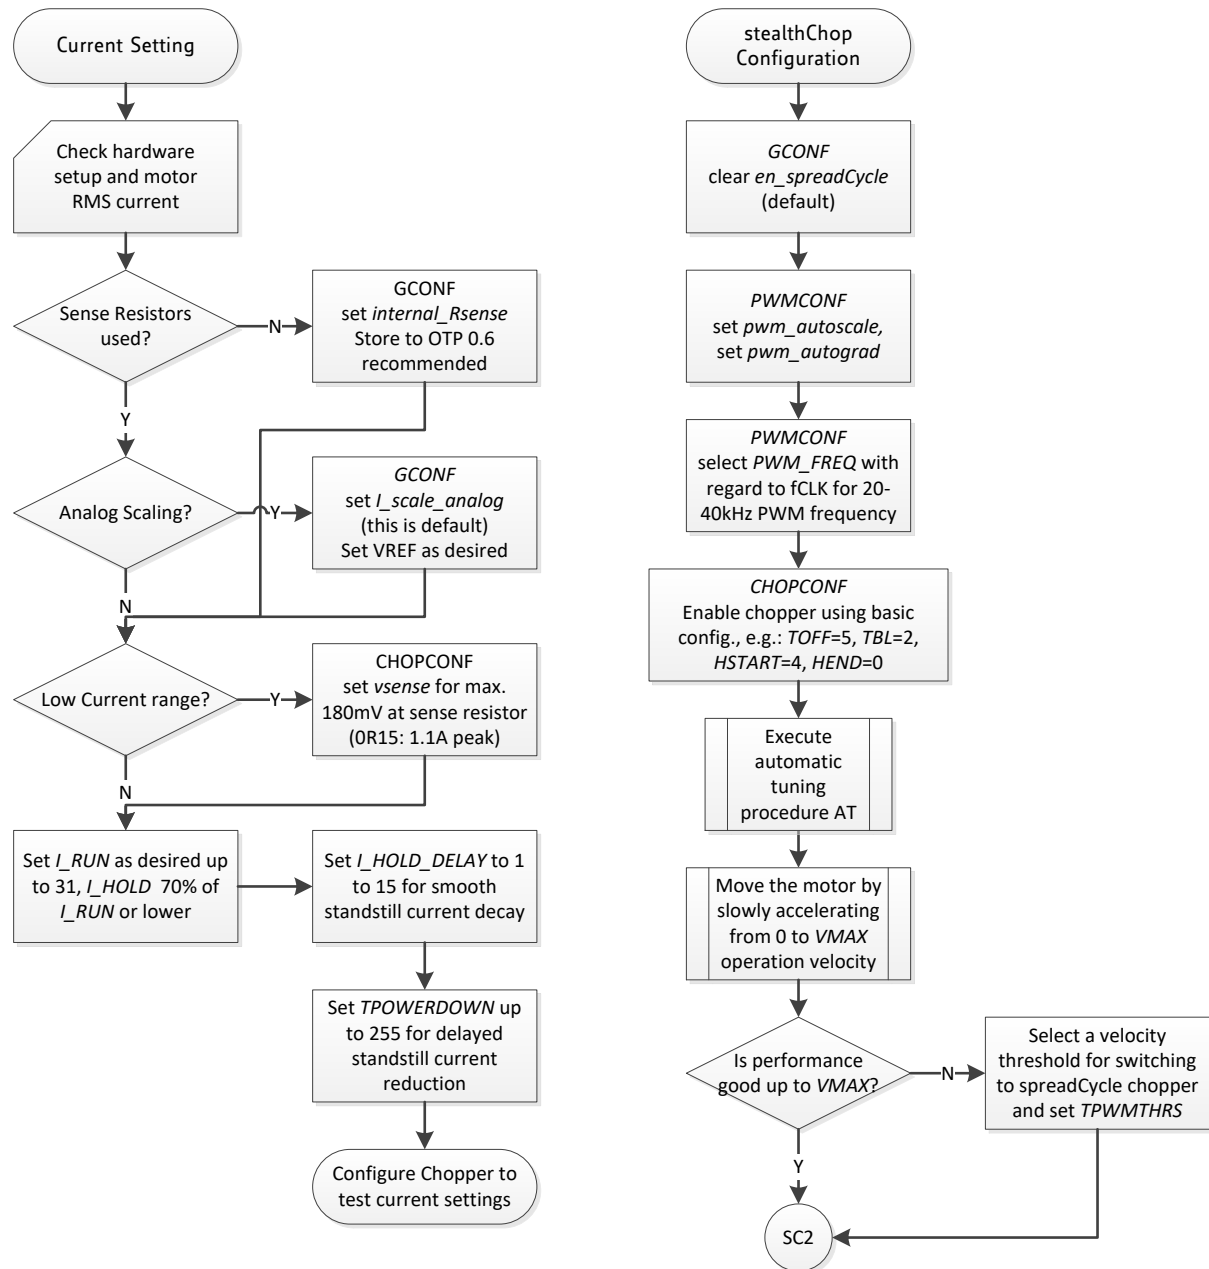 Current Setting
Check hardware
setup and motor
RMS current
Sense Resistors
used?
N
GCONF
set internal_Rsense
Store to OTP 0.6
recommended
Y
Analog Scaling?
Y
GCONF
set I_scale_analog
(this is default)
Set VREF as desired
N
Low Current range?
Y
CHOPCONF
set vsense for max.
180mV at sense resistor
(0R15: 1.1A peak)
N
Set I_RUN as desired up
to 31, I_HOLD 70% of
I_RUN or lower
Set I_HOLD_DELAY to 1
to 15 for smooth
standstill current decay
Set TPOWERDOWN up
to 255 for delayed
standstill current
reduction
Configure Chopper to
test current settings
stealthChop
Configuration
GCONF
clear en_spreadCycle
(default)
PWMCONF
set pwm_autoscale,
set pwm_autograd
PWMCONF
select PWM_FREQ with
regard to fCLK for 20-
40kHz PWM frequency
CHOPCONF
Enable chopper using basic
config., e.g.: TOFF=5, TBL=2,
HSTART=4, HEND=0
Execute
automatic
tuning
procedure AT
Move the motor by
slowly accelerating
from 0 to VMAX
operation velocity
Is performance
good up to VMAX?
N
Select a velocity
threshold for switching
to spreadCycle chopper
and set TPWMTHRS
Y
SC2